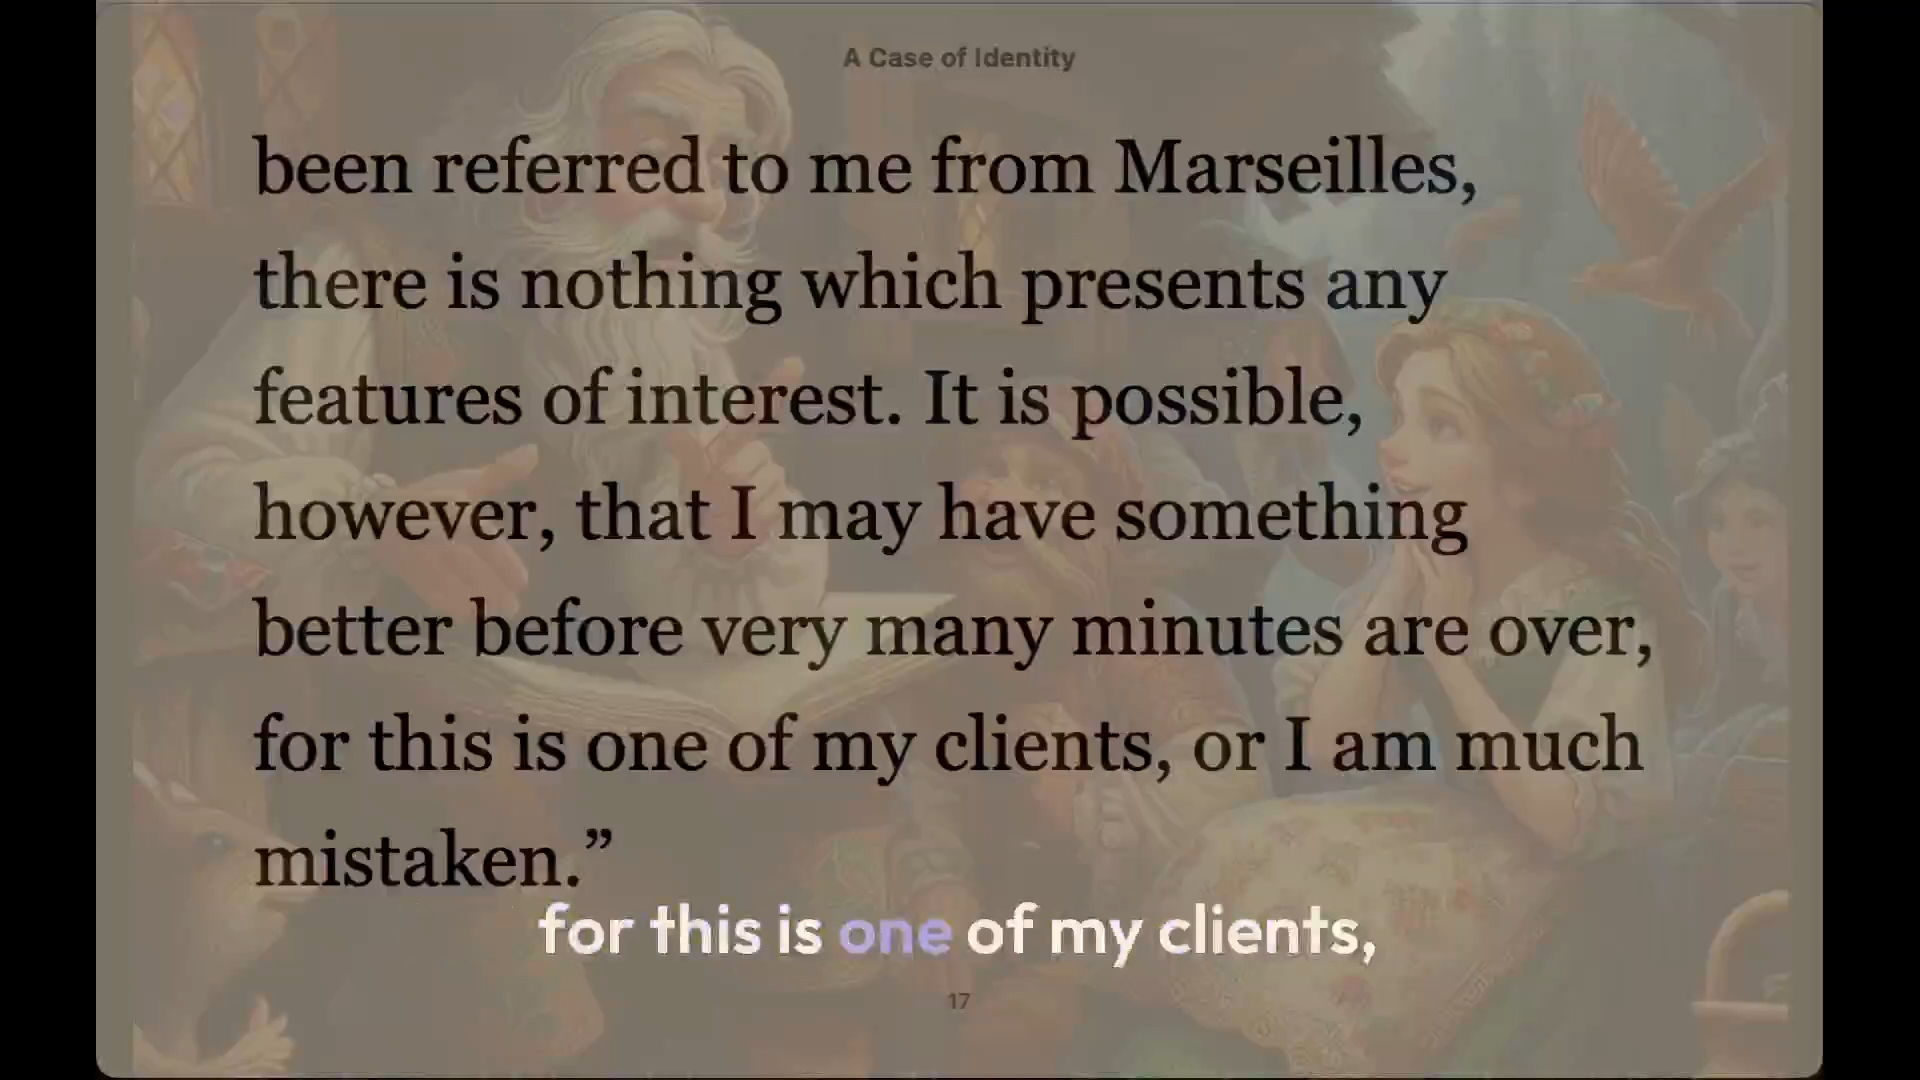 A Case of Identity
been referred to me from Marseilles,
there is nothing which presents any
features of interest. It is possible,
however, that I may have something
better before very many minutes are over,
for this is one of my clients, or I am much
mistaken.”
for this is one of my clients,
17